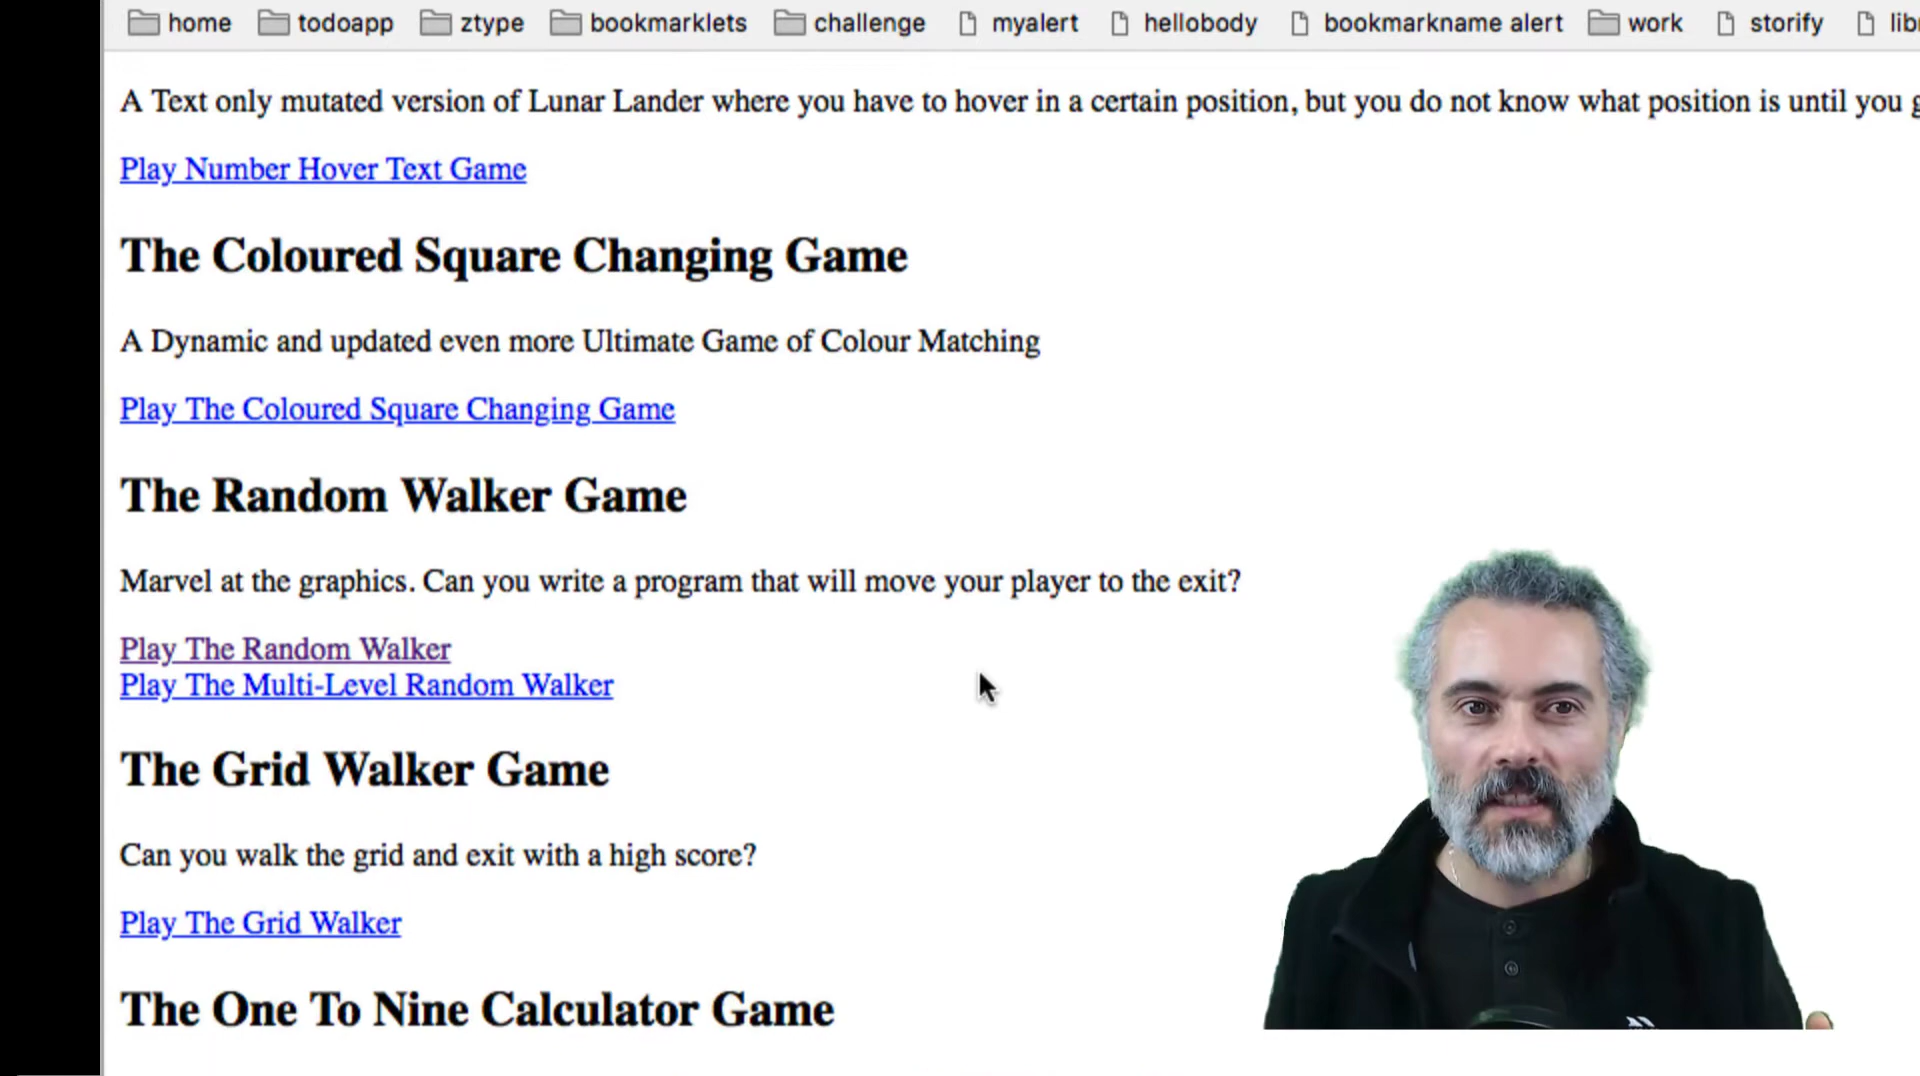 home todoapp ztype bookmarklets challenge myalert hellobody bookmarkname alert work storify
A Text only mutated version of Lunar Lander where you have to hover in a certain position, but you do not know what position is until you
Play Number Hover Text Game
The Coloured Square Changing Game
A Dynamic and updated even more Ultimate Game of Colour Matching
Play The Coloured Square Changing Game
The Random Walker Game
Marvel at the graphics. Can you write a program that will move your player to the exit?
Play The Random Walker
Play The Multi-Level Random Walker
The Grid Walker Game
Can you walk the grid and exit with a high score?
Play The Grid Walker
The One To Nine Calculator Game